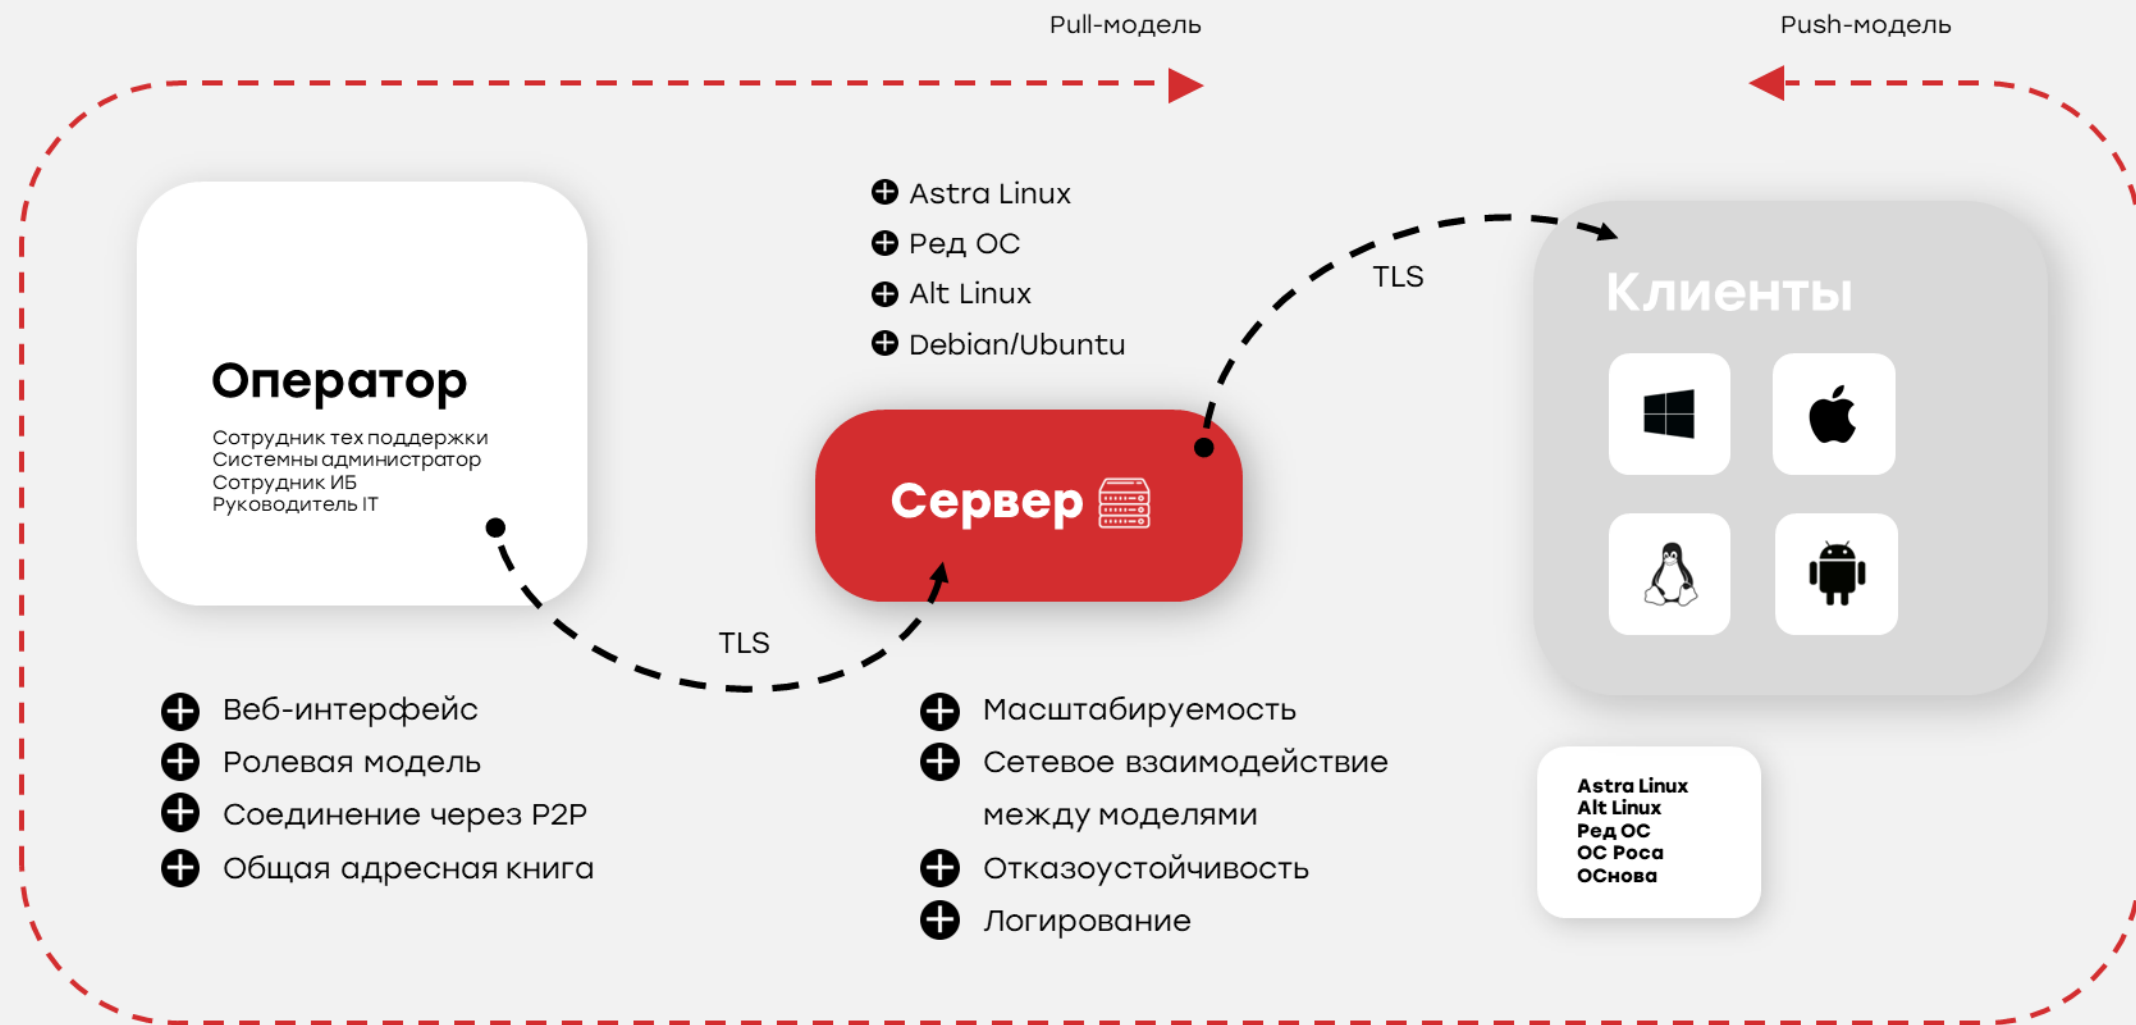 Pull-модель
Push-модель
Astra Linux
Ред ОС
Alt Linux
Debian/Ubuntu
TLS
Клиенты
Оператор
Сотрудник тех поддержки
Системны администратор
Сотрудник ИБ
Руководитель IT
Сервер
TLS
Веб-интерфейс
Ролевая модель
Соединение через P2P
Общая адресная книга
Масштабируемость
Сетевое взаимодействие
между моделями
Отказоустойчивость
Логирование
Astra Linux
Alt Linux
Ред ОС
ОС Роса
ОСнова